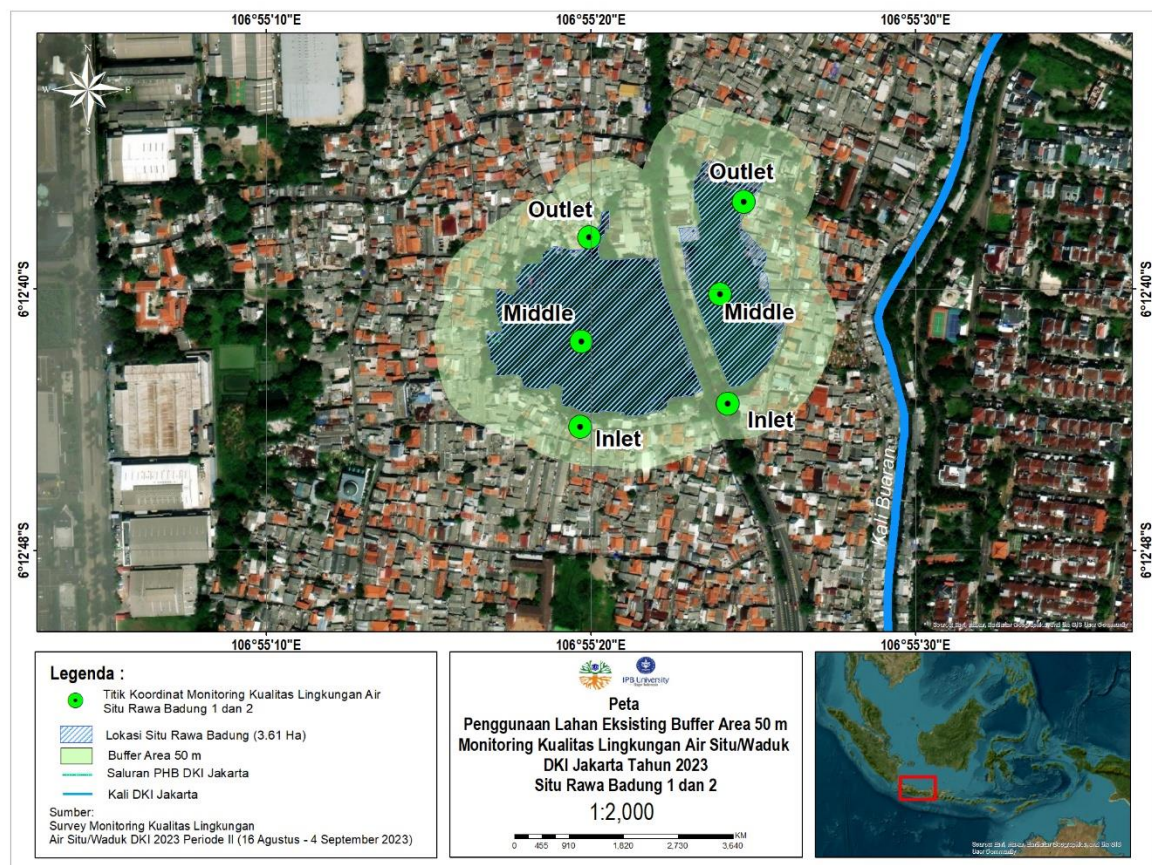 106°55'10"E
106°55'20"E
106°55'30"E
N
W
E
S
Outlet
Outlet
6°12'40"S
6°12'40"S
Middle
Middle
Inlet
Inlet
Kali Buaran
6°12'48"S
6°12'48"S
106°55'10"E
106°55'20"E
106°55'30"E
Legenda :
Titik Koordinat Monitoring Kualitas Lingkungan Air
Situ Rawa Badung 1 dan 2
Lokasi Situ Rawa Badung (3.61 Ha)
Buffer Area 50 m
Saluran PHB DKI Jakarta
Kali DKI Jakarta
Sumber:
Survey Monitoring Kualitas Lingkungan
Air Situ/Waduk DKI 2023 Periode II (16 Agustus - 4 September 2023)
IPB University
Peta
Penggunaan Lahan Eksisting Buffer Area 50 m
Monitoring Kualitas Lingkungan Air Situ/Waduk
DKI Jakarta Tahun 2023
Situ Rawa Badung 1 dan 2
1:2,000
0 455 910 1,820 2,730 3,640 KM